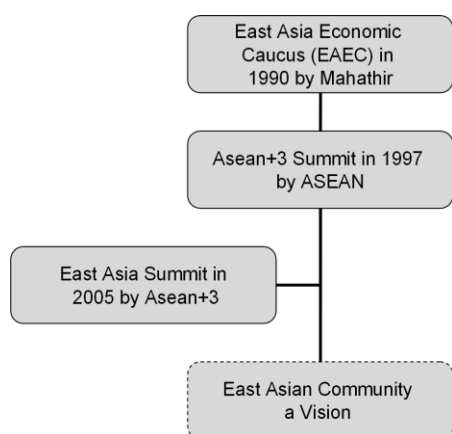 East Asia Economic
Caucus (EAEC) in
1990 by Mahathir
Asean+3 Summit in 1997
by ASEAN
East Asia Summit in
2005 by Asean+3
East Asian Community
a Vision